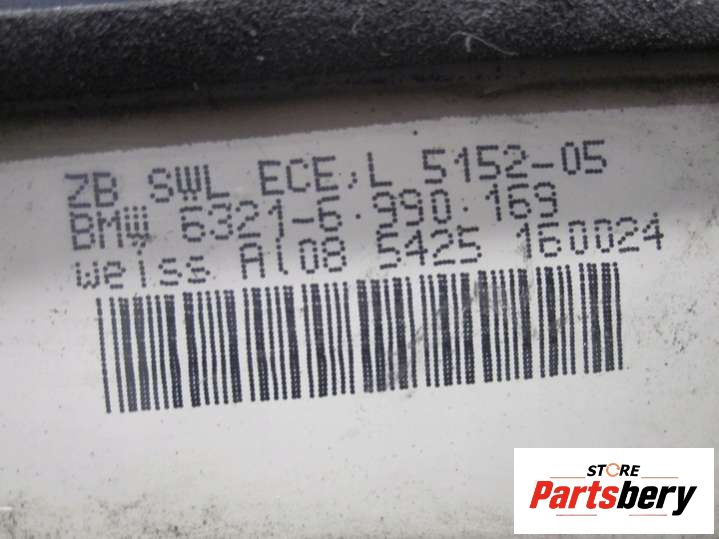 ZB SWL ECE,L 5152-05
BMW 6321-6.990.169
weiss Al08 5425 160024
STORE
Partsbery